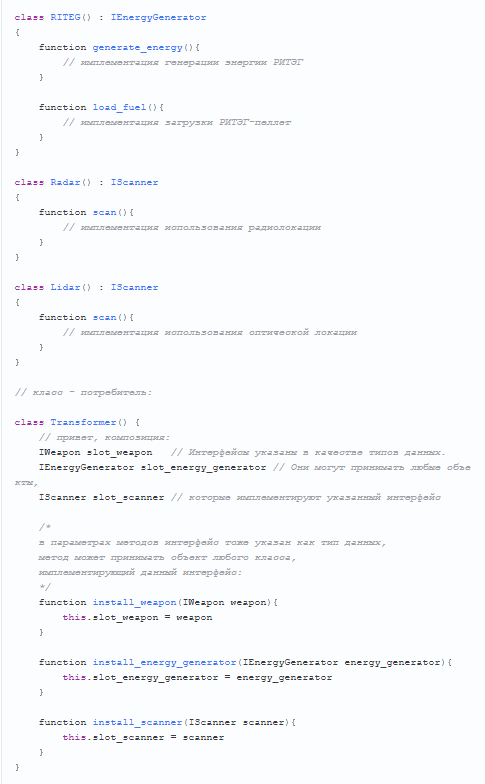 class RITEG() : IEnergyGenerator
{
    function generate_energy(){
        // имплементация генерации энергии РИТЭГ
    }

    function load_fuel(){
        // имплементация загрузки РИТЭГ-пеллет
    }
}

class Radar() : IScanner
{
    function scan(){
        // имплементация использования радиолокации
    }
}

class Lidar() : IScanner
{
    function scan(){
        // имплементация использования оптической локации
    }
}

// класс - потребитель:

class Transformer() {
    // привет, композиция:
    IWeapon slot_weapon   // Интерфейсы указаны в качестве типов данных.
    IEnergyGenerator slot_energy_generator // Они могут принимать любые объе
кты,
    IScanner slot_scanner // которые имплементируют указанный интерфейс

    /*
    в параметрах методов интерфейс тоже указан как тип данных,
    метод может принимать объект любого класса,
    имплементирующий данный интерфейс:
    */
    function install_weapon(IWeapon weapon){
        this.slot_weapon = weapon
    }

    function install_energy_generator(IEnergyGenerator energy_generator){
        this.slot_energy_generator = energy_generator
    }

    function install_scanner(IScanner scanner){
        this.slot_scanner = scanner
    }
}